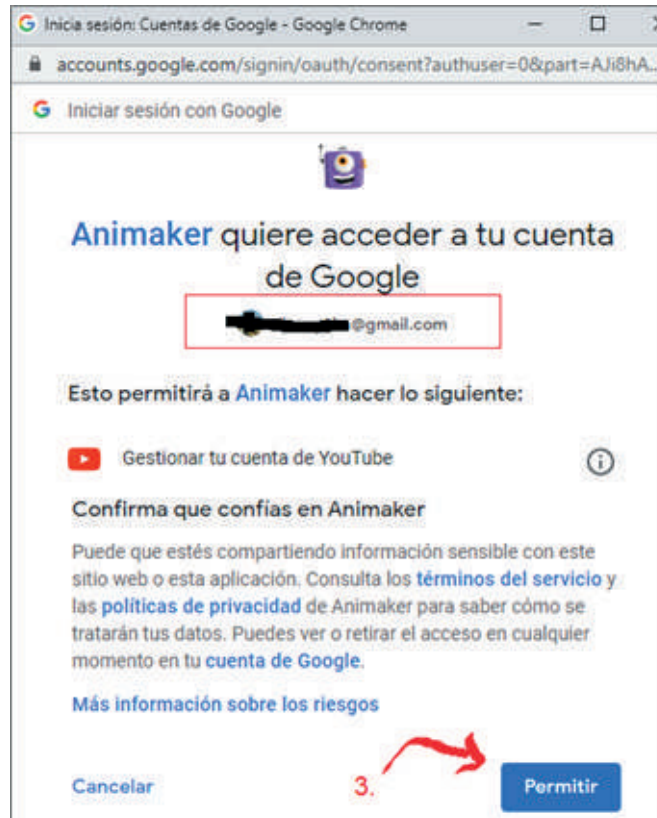 Inicia sesión: Cuentas de Google - Google Chrome
accounts.google.com/signin/oauth/consent?authuser=0&part=AJi8hA...
Iniciar sesión con Google
Animaker quiere acceder a tu cuenta
de Google
@gmail.com
Esto permitirá a Animaker hacer lo siguiente:
Gestionar tu cuenta de YouTube
Confirma que confías en Animaker
Puede que estés compartiendo información sensible con este
sitio web o esta aplicación. Consulta los términos del servicio y
las políticas de privacidad de Animaker para saber cómo se
tratarán tus datos. Puedes ver o retirar el acceso en cualquier
momento en tu cuenta de Google.
Más información sobre los riesgos
Cancelar 3. Permitir